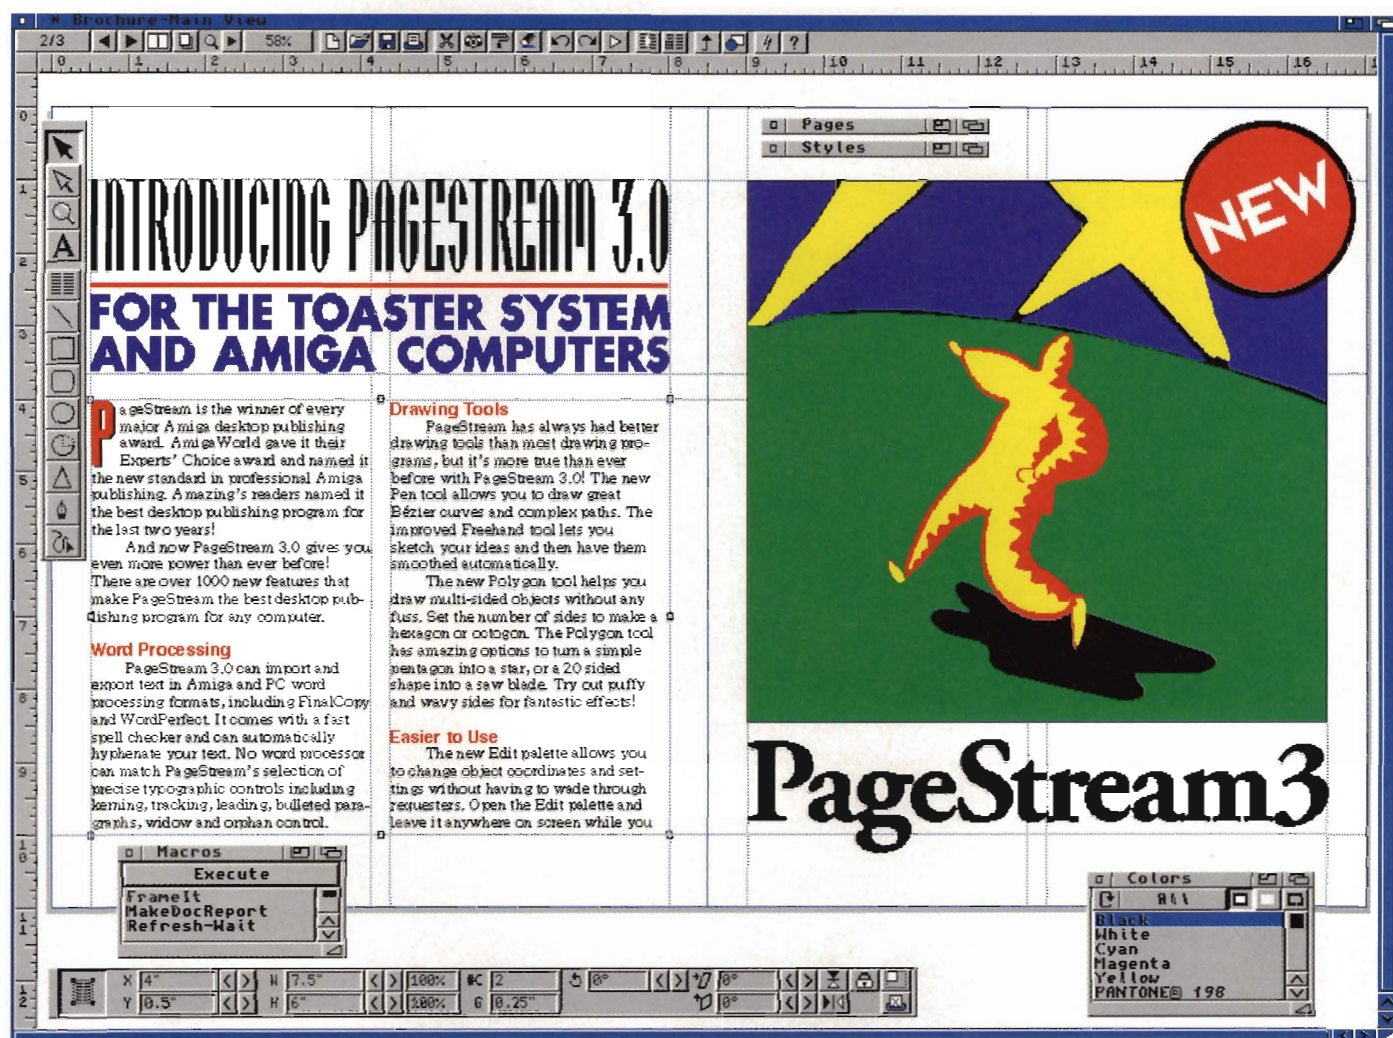 * Brochure-Main View
2/3 58% ?
0 1 2 3 4 5 6 7 8 9 10 11 12 13 14 15 16
0
1
2
3
4
5
6
7
8
9
10
11
12
A
Pages
Styles
NEW
INTRODUCING PAGESTREAM 3.0
FOR THE TOASTER SYSTEM
AND AMIGA COMPUTERS
PageStream is the winner of every
major Amiga desktop publishing
award. AmigaWorld gave it their
Experts' Choice award and named it
the new standard in professional Amiga
publishing. Amazing's readers named it
the best desktop publishing program for
the last two years!
And now PageStream 3.0 gives you
even more power than ever before!
There are over 1000 new features that
make PageStream the best desktop pub-
lishing program for any computer.
Word Processing
PageStream 3.0 can import and
export text in Amiga and PC word
processing formats, including FinalCopy
and WordPerfect. It comes with a fast
spell checker and can automatically
hyphenate your text. No word processor
can match PageStream's selection of
precise typographic controls including
kerning, tracking, leading, bulleted para-
graphs, widow and orphan control.
Drawing Tools
PageStream has always had better
drawing tools than most drawing pro-
grams, but it's more true than ever
before with PageStream 3.0! The new
Pen tool allows you to draw great
Bézier curves and complex paths. The
improved Freehand tool lets you
sketch your ideas and then have them
smoothed automatically.
The new Polygon tool helps you
draw multi-sided objects without any
fuss. Set the number of sides to make a
hexagon or octogon. The Polygon tool
has amazing options to turn a simple
pentagon into a star, or a 20 sided
shape into a saw blade. Try out puffy
and wavy sides for fantastic effects!
Easier to Use
The new Edit palette allows you
to change object coordinates and set-
tings without having to wade through
requesters. Open the Edit palette and
leave it anywhere on screen while you
PageStream3
Macros
Execute
FrameIt
MakeDocReport
Refresh-Wait
Colors
All
Black
White
Cyan
Magenta
Yellow
PANTONE® 198
X 4" W 7.5" 100% #C 2 0° 0°
Y 0.5" H 6" 100% G 0.25" 0°